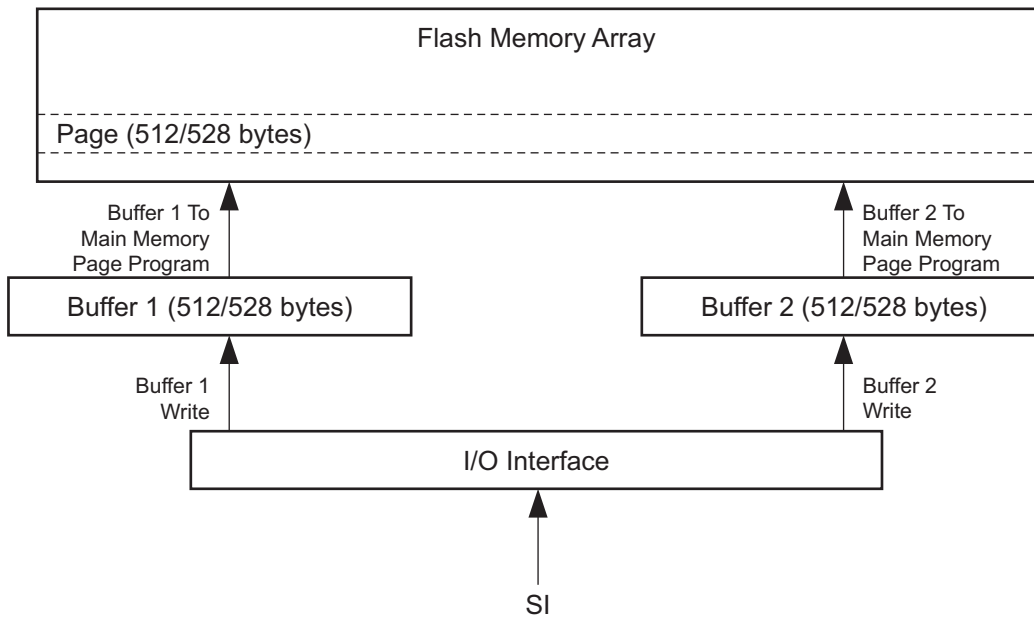 Flash Memory Array
Page (512/528 bytes)
Buffer 1 To
Main Memory
Page Program
Buffer 2 To
Main Memory
Page Program
Buffer 1 (512/528 bytes)
Buffer 2 (512/528 bytes)
Buffer 1
Write
Buffer 2
Write
I/O Interface
SI